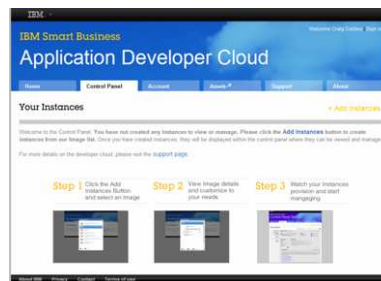 IBM
Welcome Craig
IBM Smart Business
Application Developer Cloud
Home
Control Panel
Account
Assets
Support
About
Your Instances
+ Add Instances
Welcome to the Control Panel. You have not created any instances to view or manage. Please click the Add Instances button to create
instances from our Image list. Once you have created instances, they will be displayed within the control panel where they can be viewed and
For more details on the developer cloud, please visit the support page.
Step 1
Click the Add
Instances Button
and select an Image
Step 2
View Image details
and customize to
your needs.
Step 3
Watch your Instances
provision and start
mangaging
About IBM
Privacy
Contact
Terms of use